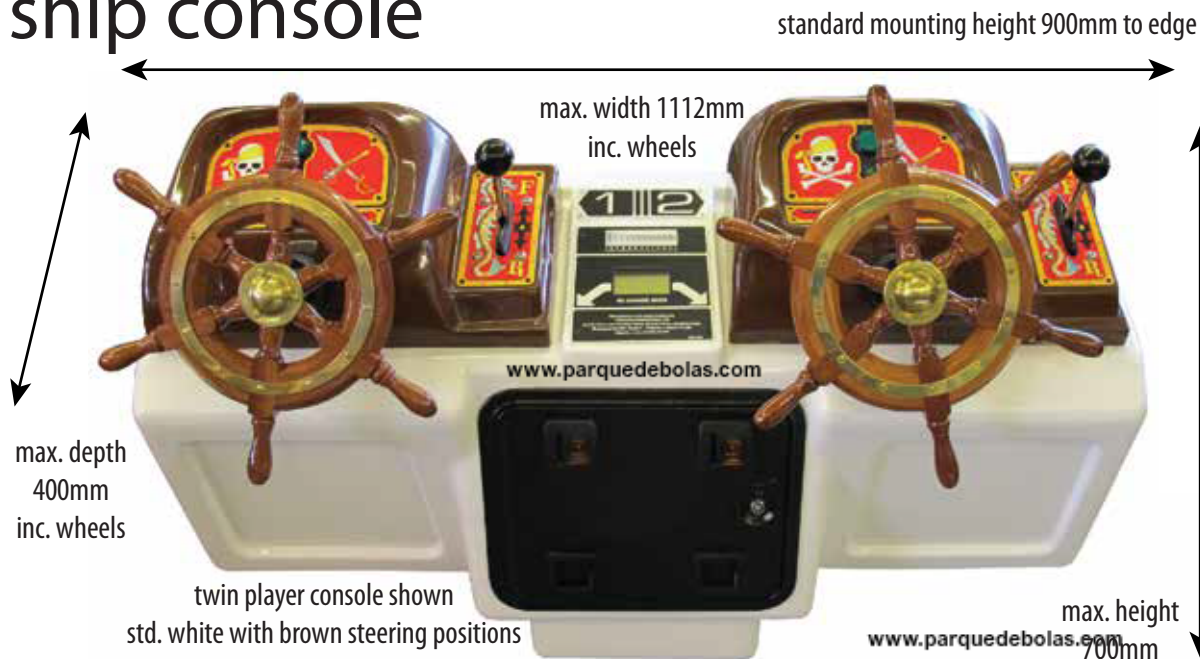 ship console
standard mounting height 900mm to edge
max. width 1112mm
inc. wheels
1 2
F
R
F
R
www.parquedebolas.com
max. depth
400mm
inc. wheels
twin player console shown
std. white with brown steering positions
max. height
700mm
www.parquedebolas.com